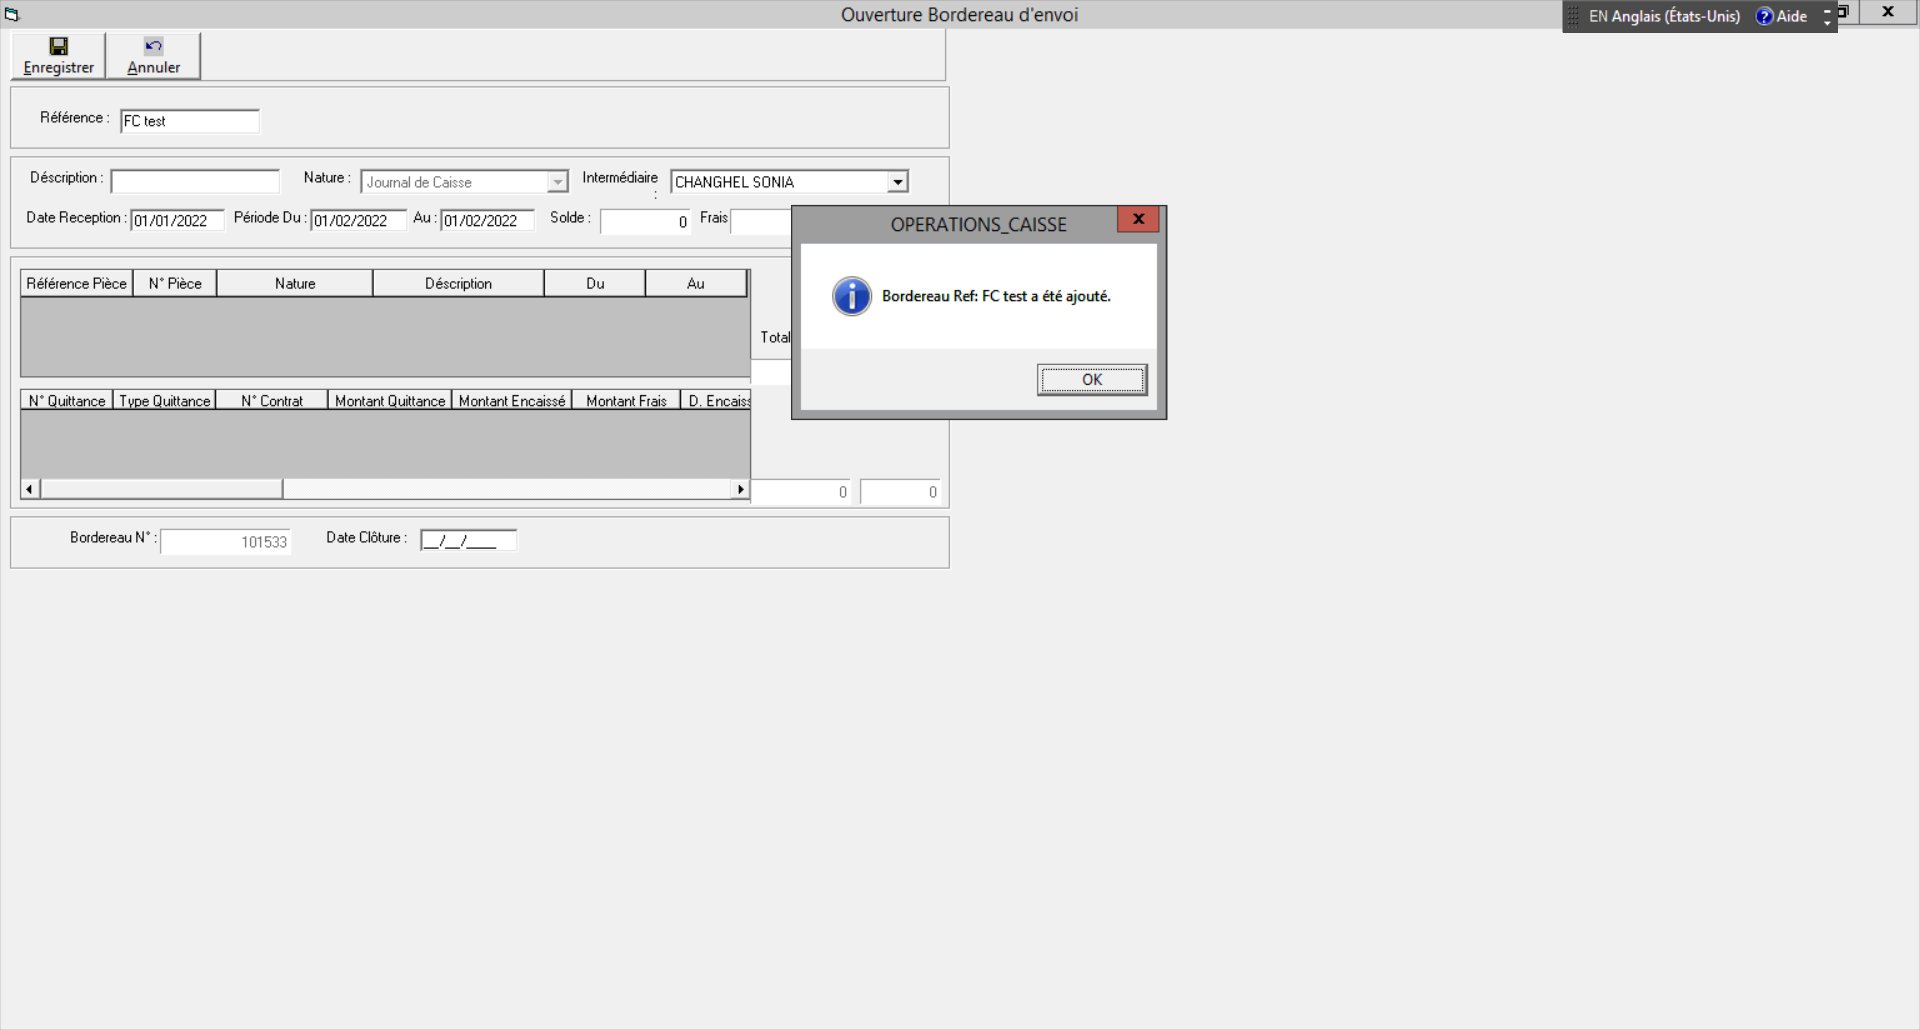 Ouverture Bordereau d'envoi
EN Anglais (États-Unis) Aide
Enregistrer Annuler
Référence : FC test
Déscription : Nature : Journal de Caisse Intermédiaire : CHANGHEL SONIA
Date Reception : 01/01/2022 Période Du : 01/02/2022 Au : 01/02/2022 Solde : 0 Frais
OPERATIONS_CAISSE
Bordereau Ref: FC test a été ajouté.
OK
Référence Pièce N° Pièce Nature Déscription Du Au
Total
N° Quittance Type Quittance N° Contrat Montant Quittance Montant Encaissé Montant Frais D. Encaiss
0 0
Bordereau N° : 101533 Date Clôture : __/__/____